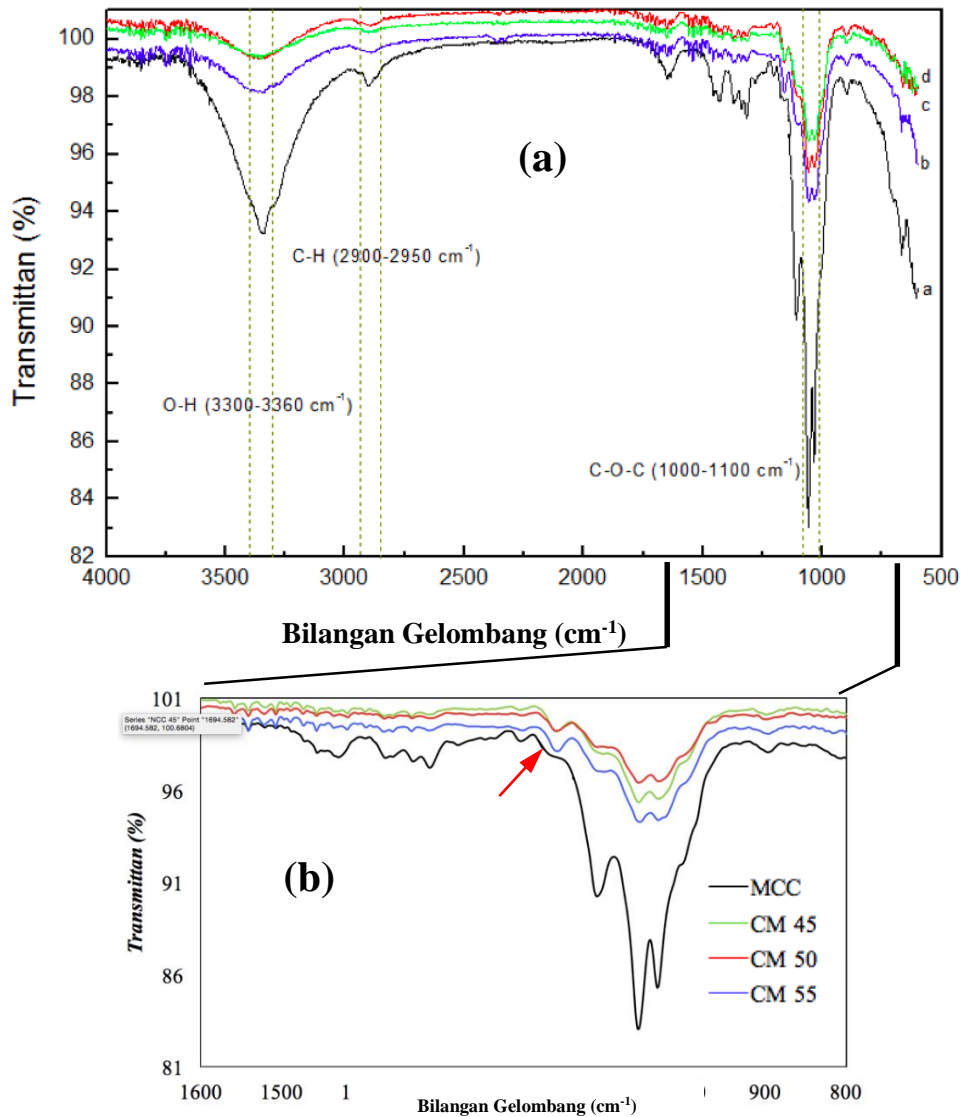 100
98
96
94
92
90
88
86
84
82
Transmittan (%)
(a)
d
c
b
a
C-H (2900-2950 cm-1)
O-H (3300-3360 cm-1)
C-O-C (1000-1100 cm-1)
4000 3500 3000 2500 2000 1500 1000 500
Bilangan Gelombang (cm-1)
101
96
91
86
81
Series "NCC 45" Point "1694.582"
(1694.582, 100.6804)
Transmittan (%)
(b)
MCC
CM 45
CM 50
CM 55
1600 1500 1 900 800
Bilangan Gelombang (cm-1)